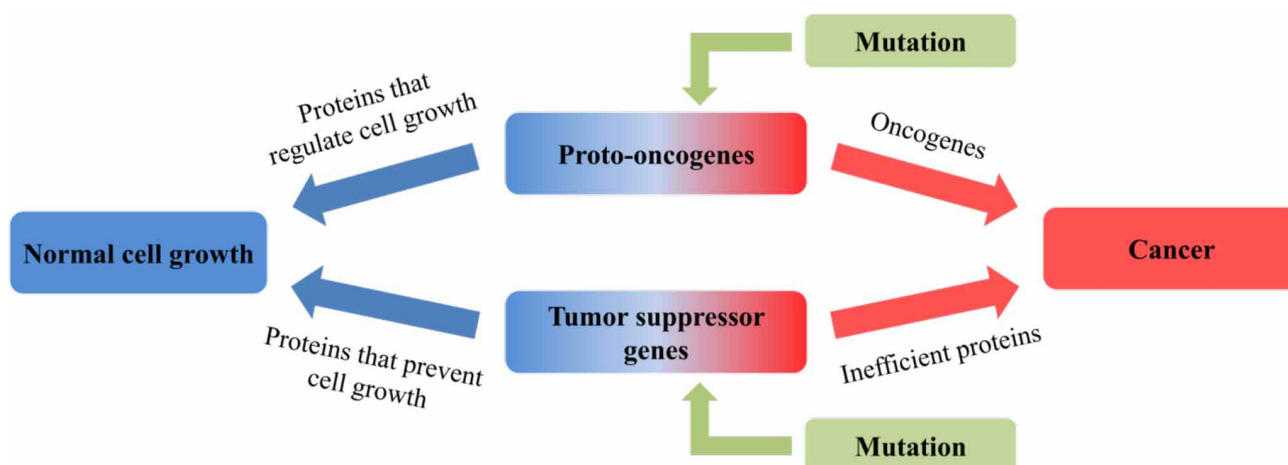 Mutation
Proteins that
regulate cell growth
Proto-oncogenes
Oncogenes
Normal cell growth
Cancer
Proteins that prevent
cell growth
Tumor suppressor
genes
Inefficient proteins
Mutation